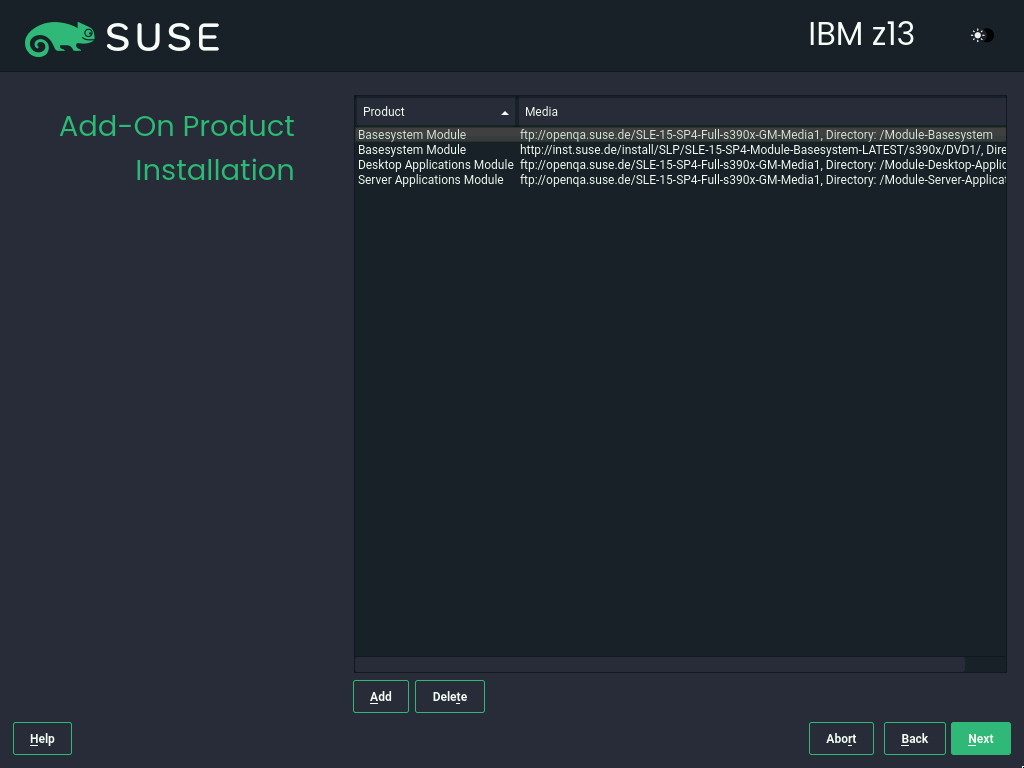 SUSE
IBM z13
Add-On Product
Installation
Product Media
Basesystem Module ftp://openqa.suse.de/SLE-15-SP4-Full-s390x-GM-Media1, Directory: /Module-Basesystem
Basesystem Module http://inst.suse.de/install/SLP/SLE-15-SP4-Module-Basesystem-LATEST/s390x/DVD1/, Dire
Desktop Applications Module ftp://openqa.suse.de/SLE-15-SP4-Full-s390x-GM-Media1, Directory: /Module-Desktop-Applic
Server Applications Module ftp://openqa.suse.de/SLE-15-SP4-Full-s390x-GM-Media1, Directory: /Module-Server-Applicat
Add Delete
Help Abort Back Next